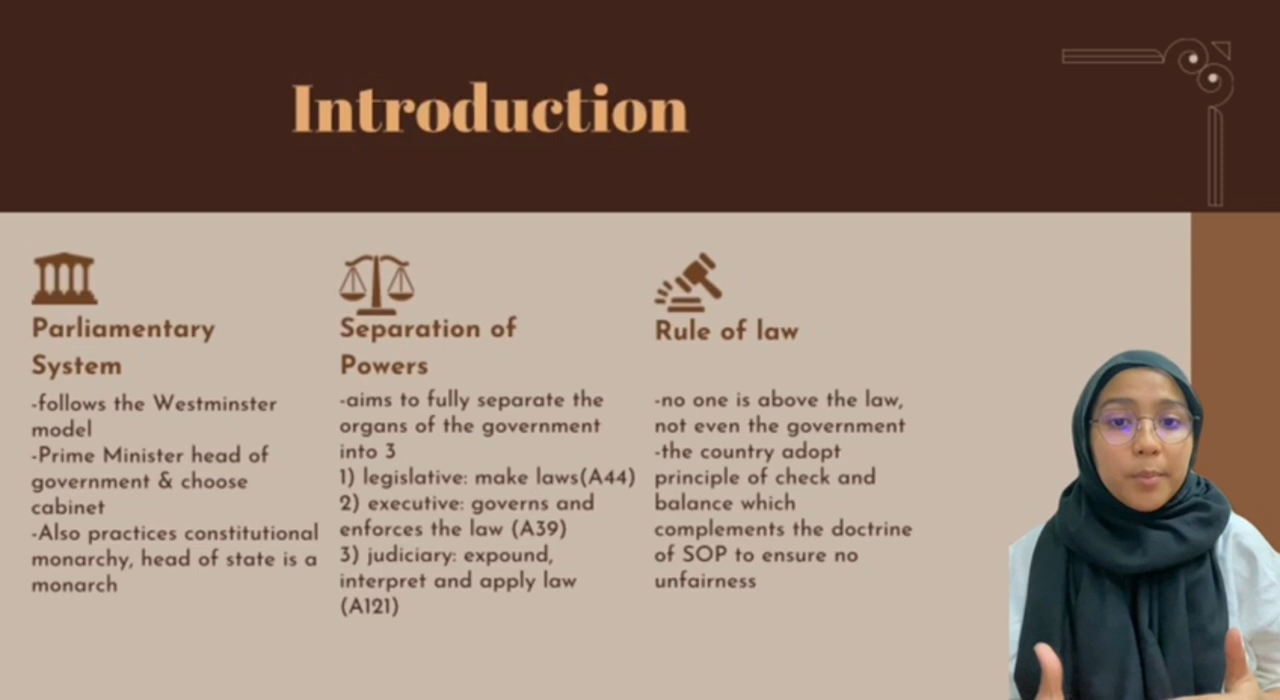 Introduction
Parliamentary
System
-follows the Westminster
model
-Prime Minister head of
government & choose
cabinet
-Also practices constitutional
monarchy, head of state is a
monarch
Separation of
Powers
-aims to fully separate the
organs of the government
into 3
1) legislative: make laws(A44)
2) executive: governs and
enforces the law (A39)
3) judiciary: expound,
interpret and apply law
(A121)
Rule of law
-no one is above the law,
not even the government
-the country adopt
principle of check and
balance which
complements the doctrine
of SOP to ensure no
unfairness